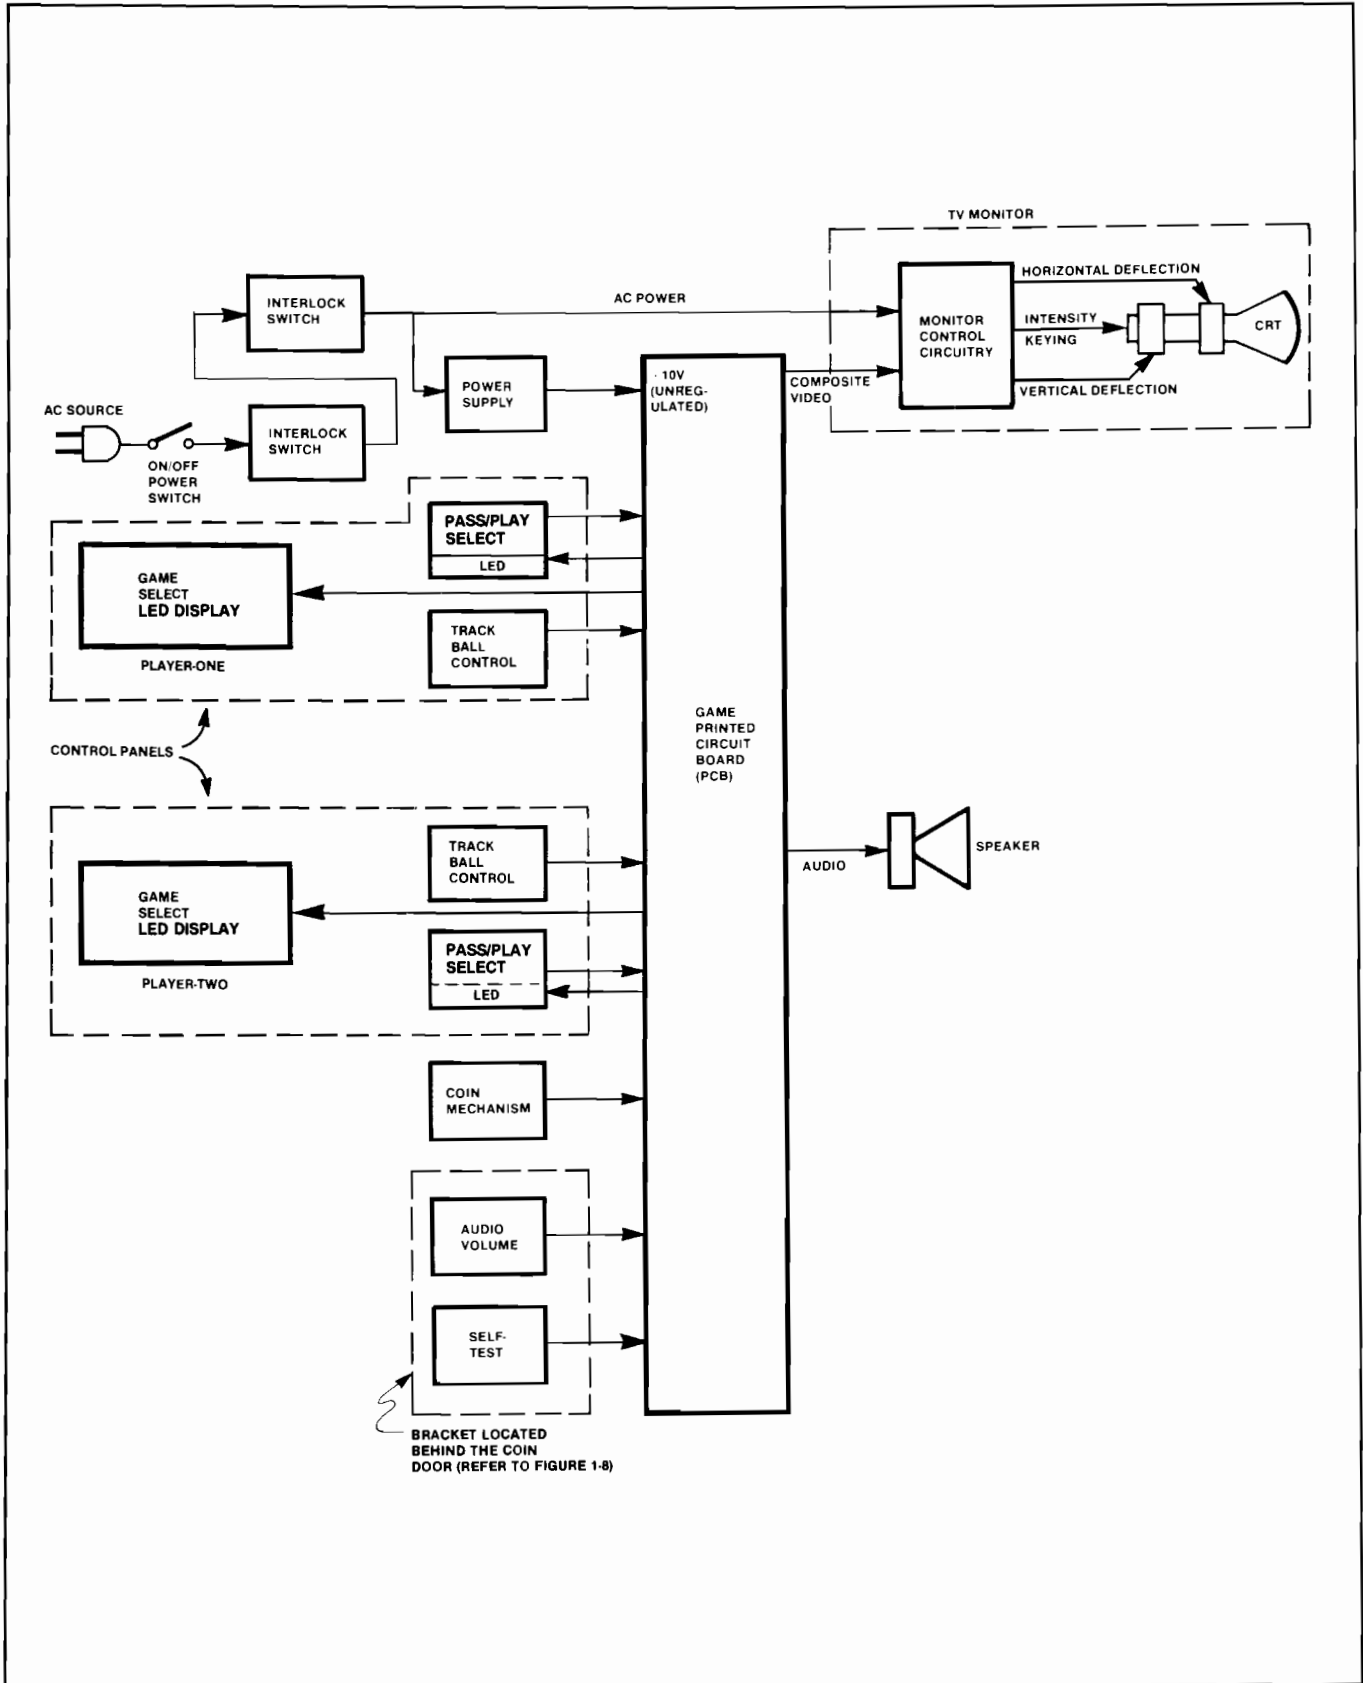 TV MONITOR
INTERLOCK
SWITCH
AC POWER
HORIZONTAL DEFLECTION
MONITOR
CONTROL
CIRCUITRY
INTENSITY
KEYING
CRT
VERTICAL DEFLECTION
POWER
SUPPLY
· 10V
(UNREG-
ULATED)
COMPOSITE
VIDEO
AC SOURCE
INTERLOCK
SWITCH
ON/OFF
POWER
SWITCH
PASS/PLAY
SELECT
LED
GAME
SELECT
LED DISPLAY
TRACK
BALL
CONTROL
PLAYER-ONE
CONTROL PANELS
GAME
PRINTED
CIRCUIT
BOARD
(PCB)
TRACK
BALL
CONTROL
GAME
SELECT
LED DISPLAY
PASS/PLAY
SELECT
LED
PLAYER-TWO
AUDIO
SPEAKER
COIN
MECHANISM
AUDIO
VOLUME
SELF-
TEST
BRACKET LOCATED
BEHIND THE COIN
DOOR (REFER TO FIGURE 1-8)